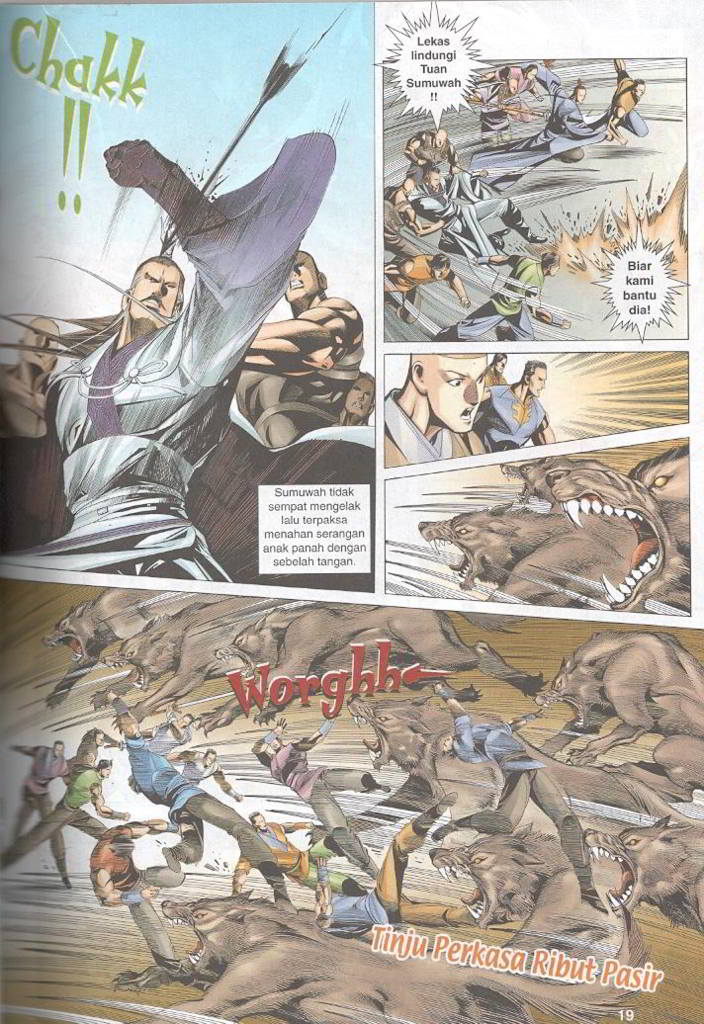 Chakk
!!
Sumuwah tidak
sempat mengelak
lalu terpaksa
menahan serangan
anak panah dengan
sebelah tangan.
Lekas
lindungi
Tuan
Sumuwah
!!
Biar
kami
bantu
dia!
Worghh
Tinju Perkasa Ribut Pasir
19